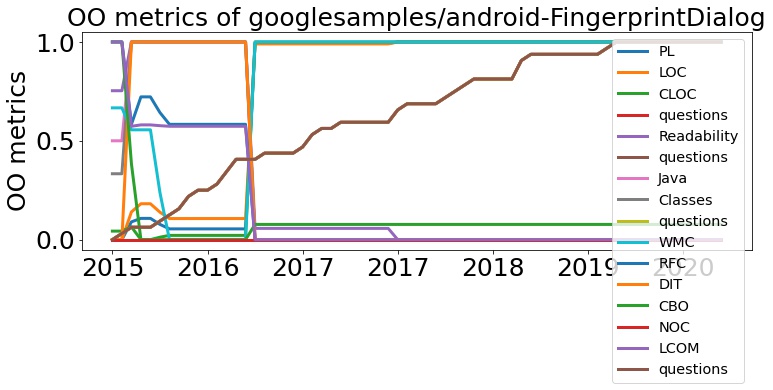 OO metrics of googlesamples/android-FingerprintDialog
OO metrics
1.0
0.5
0.0
2015
2016
2017
2017
2018
2019
2020
PL
LOC
CLOC
questions
Readability
questions
Java
Classes
questions
WMC
RFC
DIT
CBO
NOC
LCOM
questions